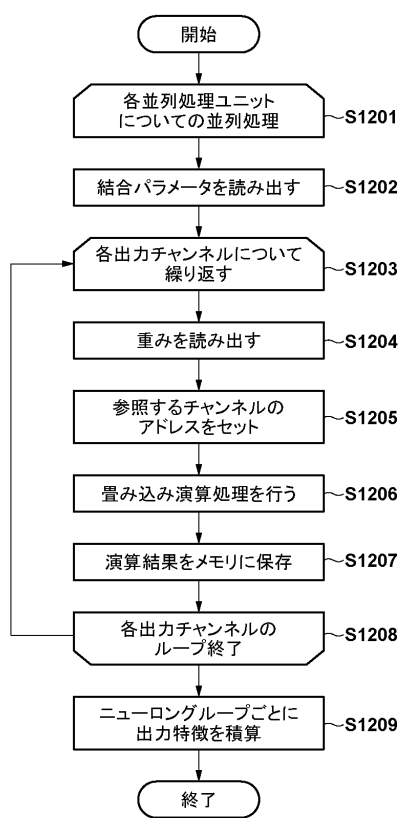 開始
各並列処理ユニット
についての並列処理
S1201
結合パラメータを読み出す
S1202
各出力チャンネルについて
繰り返す
S1203
重みを読み出す
S1204
参照するチャンネルの
アドレスをセット
S1205
畳み込み演算処理を行う
S1206
演算結果をメモリに保存
S1207
各出力チャンネルの
ループ終了
S1208
ニューロングループごとに
出力特徴を積算
S1209
終了